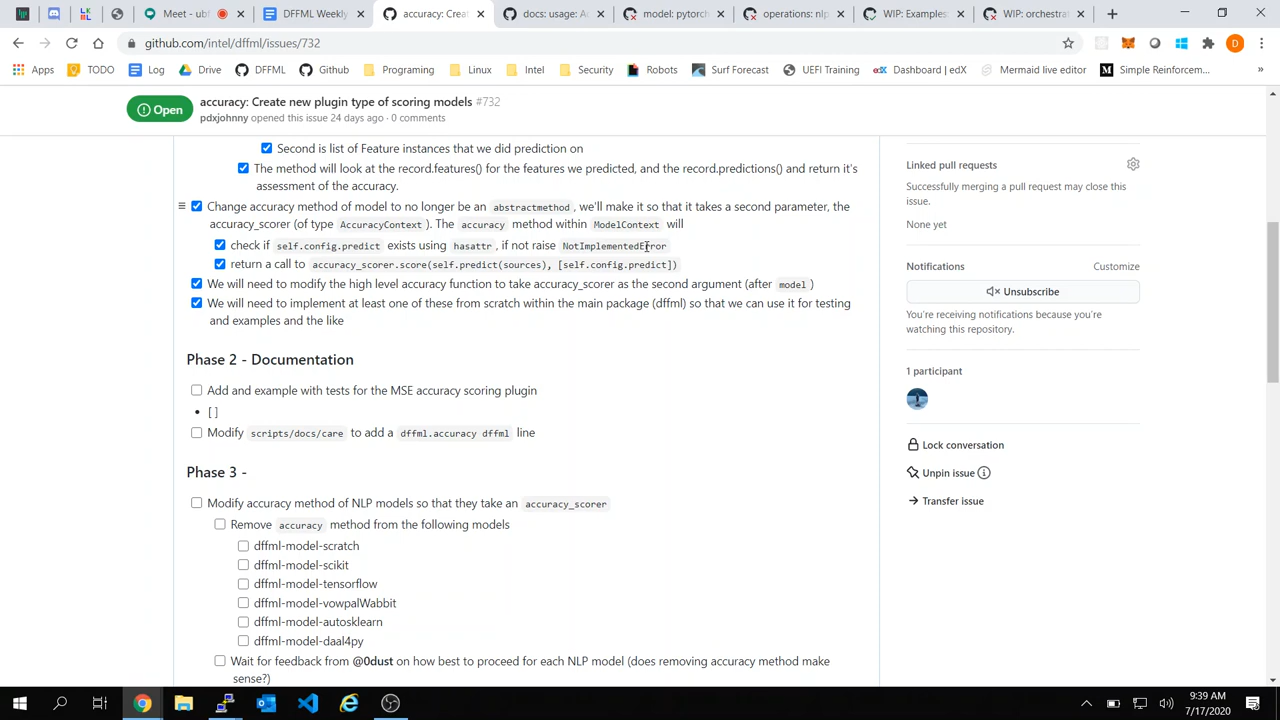 Meet - ubf
DFFML Weekly
accuracy: Crea
docs: usage: Ad
model: pytorch
operations: nlp
WIP: Examples:
WIP: orchestrat
github.com/intel/dffml/issues/732
Apps
TODO
Log
Drive
DFFML
Github
Programing
Linux
Intel
Security
Robots
Surf Forecast
UEFI Training
Dashboard | edX
Mermaid live editor
Simple Reinforcem...
Open
accuracy: Create new plugin type of scoring models #732
pdxjohnny opened this issue 24 days ago · 0 comments
Second is list of Feature instances that we did prediction on
The method will look at the record.features() for the features we predicted, and the record.predictions() and return it's
assessment of the accuracy.
Change accuracy method of model to no longer be an abstractmethod, we'll make it so that it takes a second parameter, the
accuracy_scorer (of type AccuracyContext). The accuracy method within ModelContext will
check if self.config.predict exists using hasattr, if not raise NotImplementedError
return a call to accuracy_scorer.score(self.predict(sources), [self.config.predict])
We will need to modify the high level accuracy function to take accuracy_scorer as the second argument (after model)
We will need to implement at least one of these from scratch within the main package (dffml) so that we can use it for testing
and examples and the like
Phase 2 - Documentation
Add and example with tests for the MSE accuracy scoring plugin
• [ ]
Modify scripts/docs/care to add a dffml.accuracy dffml line
Phase 3 -
Modify accuracy method of NLP models so that they take an accuracy_scorer
Remove accuracy method from the following models
dffml-model-scratch
dffml-model-scikit
dffml-model-tensorflow
dffml-model-vowpalWabbit
dffml-model-autosklearn
dffml-model-daal4py
Wait for feedback from @0dust on how best to proceed for each NLP model (does removing accuracy method make
sense?)
Linked pull requests
Successfully merging a pull request may close this
issue.
None yet
Notifications
Customize
Unsubscribe
You're receiving notifications because you're
watching this repository.
1 participant
Lock conversation
Unpin issue
Transfer issue
9:39 AM
7/17/2020